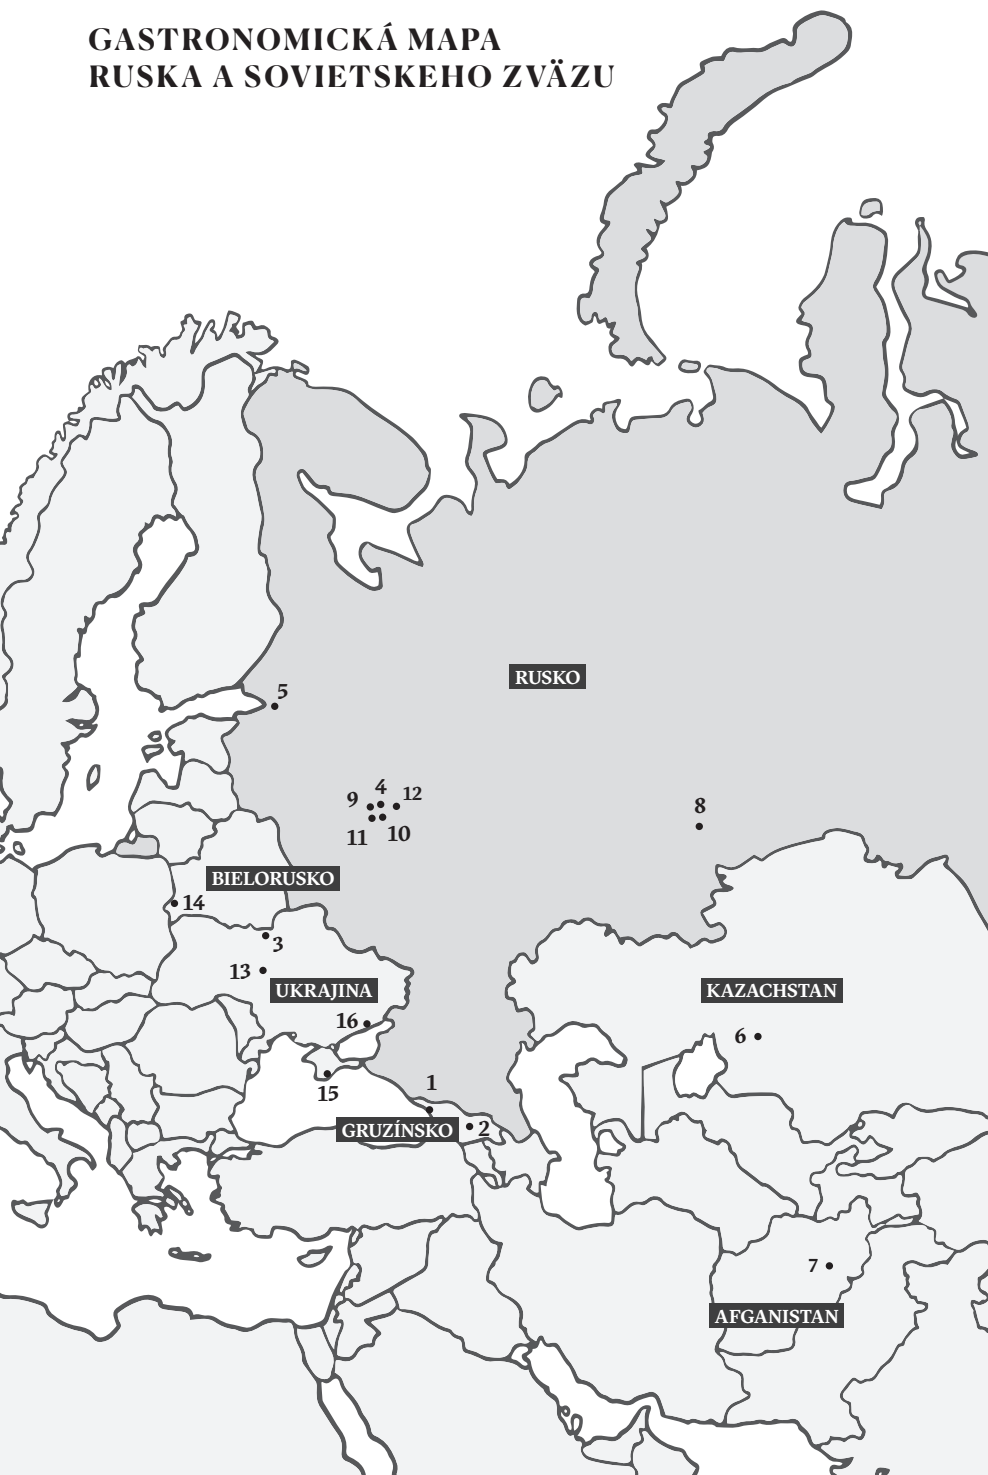 GASTRONOMICKÁ MAPA
RUSKA A SOVIETSKEHO ZVÄZU
RUSKO
5
4
9
12
11
10
8
BIELORUSKO
14
3
13
UKRAJINA
KAZACHSTAN
16
6
15
1
GRUZÍNSKO
2
7
AFGANISTAN